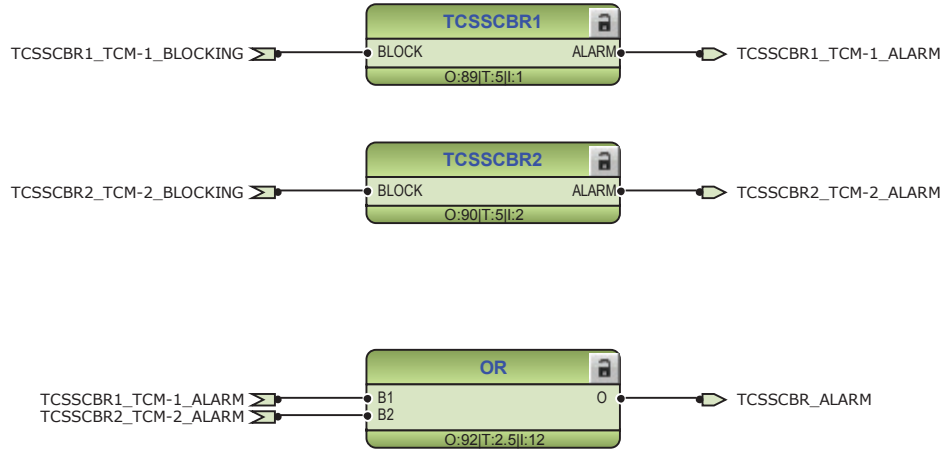 TCSSCBR1
TCSSCBR1_TCM-1_BLOCKING BLOCK ALARM TCSSCBR1_TCM-1_ALARM
O:89|T:5|I:1
TCSSCBR2
TCSSCBR2_TCM-2_BLOCKING BLOCK ALARM TCSSCBR2_TCM-2_ALARM
O:90|T:5|I:2
OR
TCSSCBR1_TCM-1_ALARM B1 O TCSSCBR_ALARM
TCSSCBR2_TCM-2_ALARM B2
O:92|T:2.5|I:12